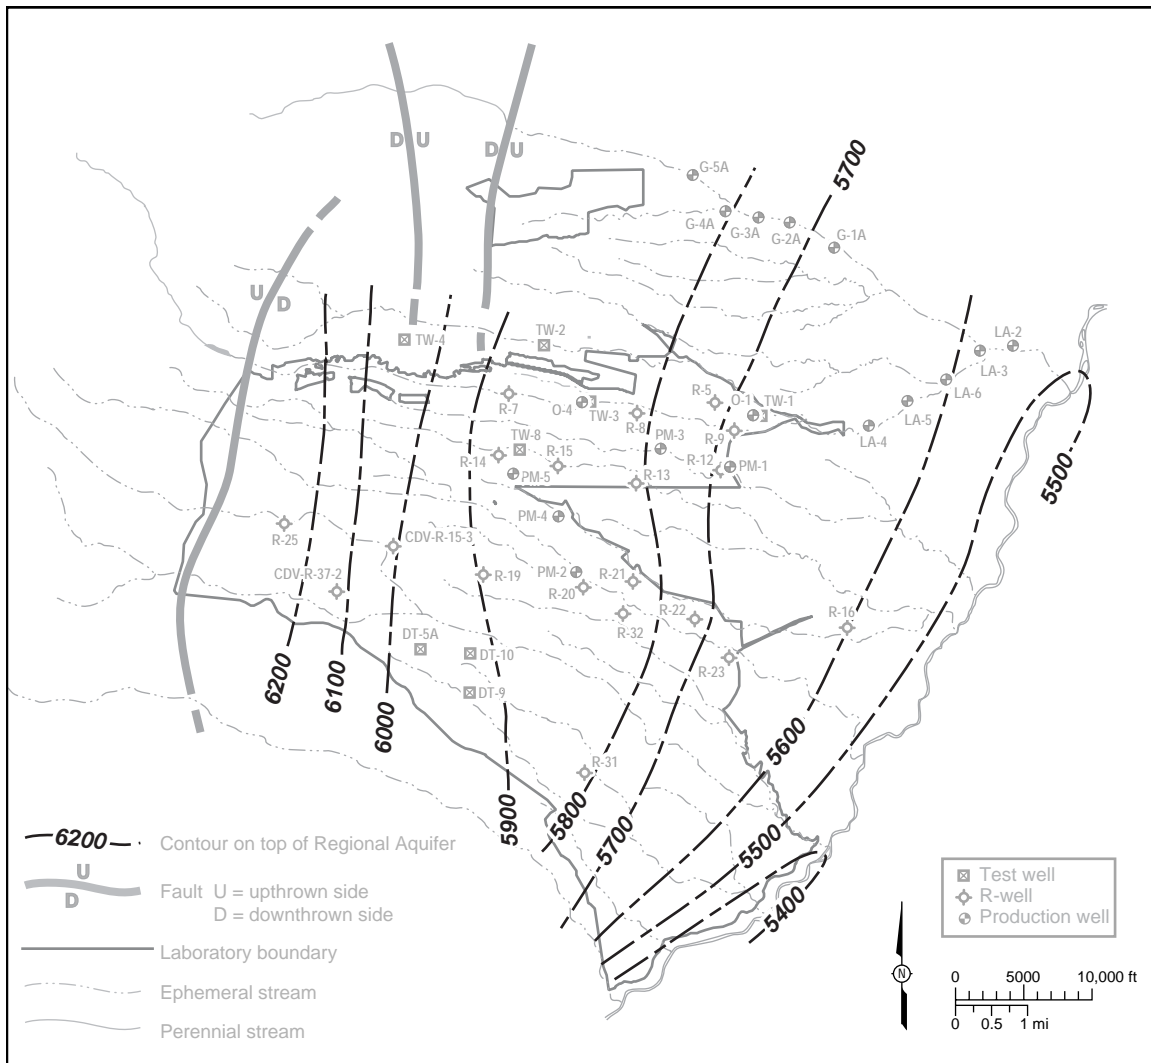 D U
D U
5700
G-5A
G-4A
G-3A
G-2A
G-1A
U
D
TW-4
TW-2
LA-2
LA-3
LA-6
LA-5
LA-4
R-7
O-4
TW-3
R-8
R-5
O-1
TW-1
R-9
PM-3
TW-8
R-14
R-15
PM-5
R-12
PM-1
R-13
5500
PM-4
R-25
CDV-R-15-3
CDV-R-37-2
R-19
PM-2
R-20
R-21
R-22
R-32
R-16
R-23
DT-5A
DT-10
DT-9
6200
6100
6000
5900
5800
5700
5600
5500
5400
R-31
6200 Contour on top of Regional Aquifer
U
D
Fault U = upthrown side
D = downthrown side
Laboratory boundary
Ephemeral stream
Perennial stream
Test well
R-well
Production well
N
0 5000 10,000 ft
0 0.5 1 mi